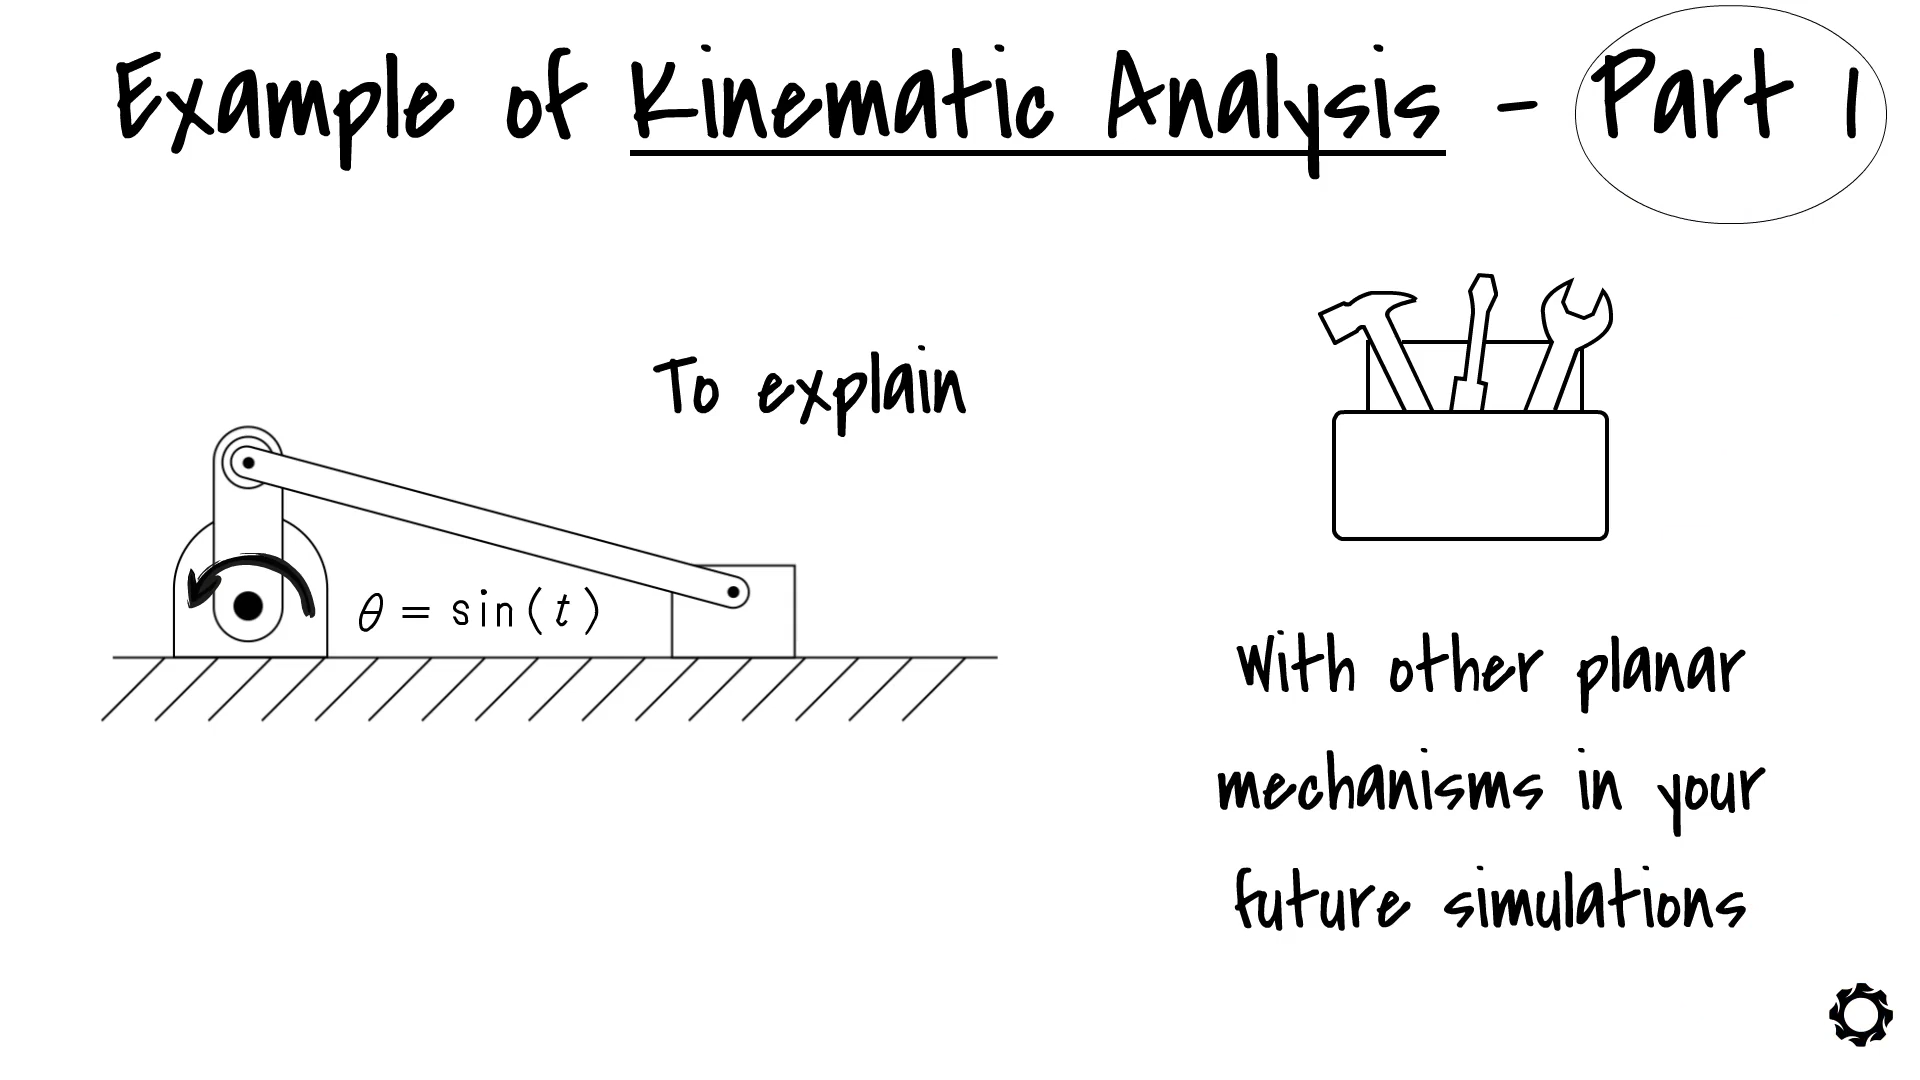 Example of Kinematic Analysis - Part 1
To explain
θ = sin(t)
With other planar
mechanisms in your
future simulations